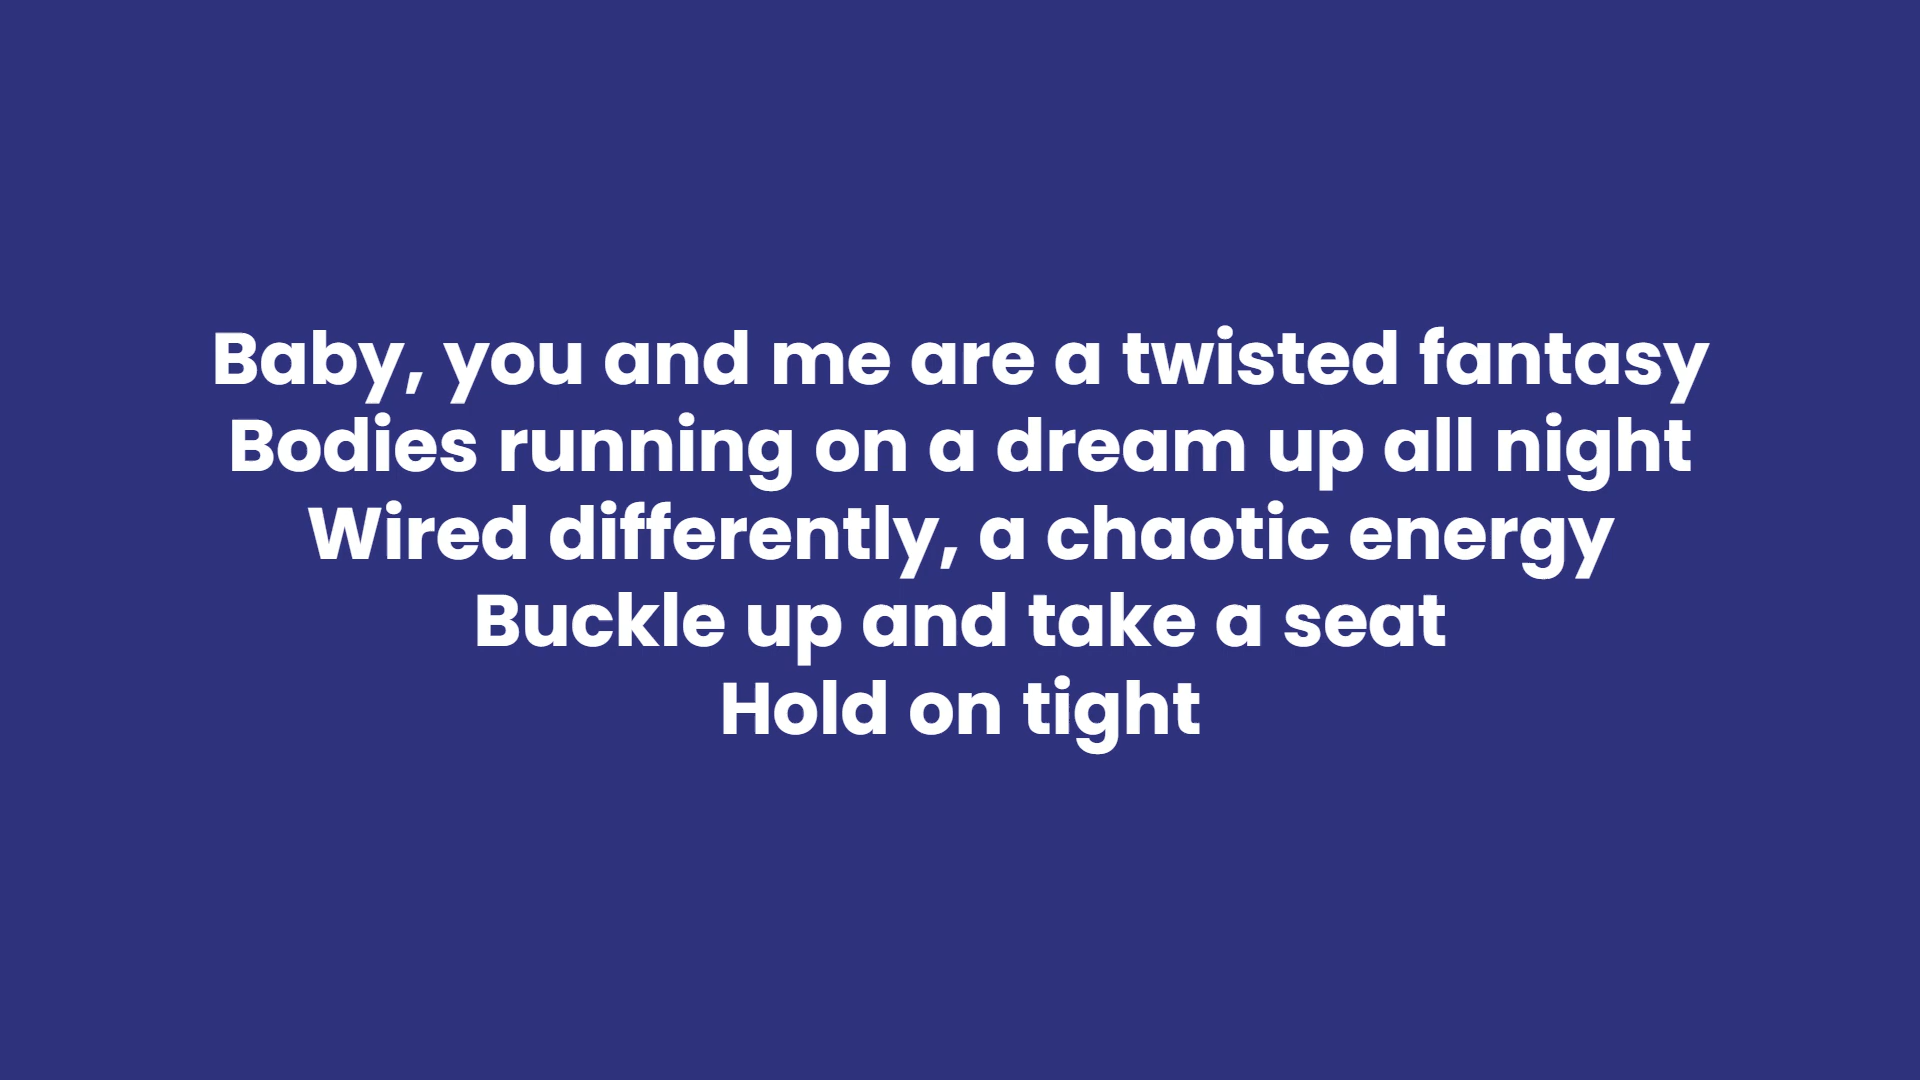 Baby, you and me are a twisted fantasy
Bodies running on a dream up all night
Wired differently, a chaotic energy
Buckle up and take a seat
Hold on tight